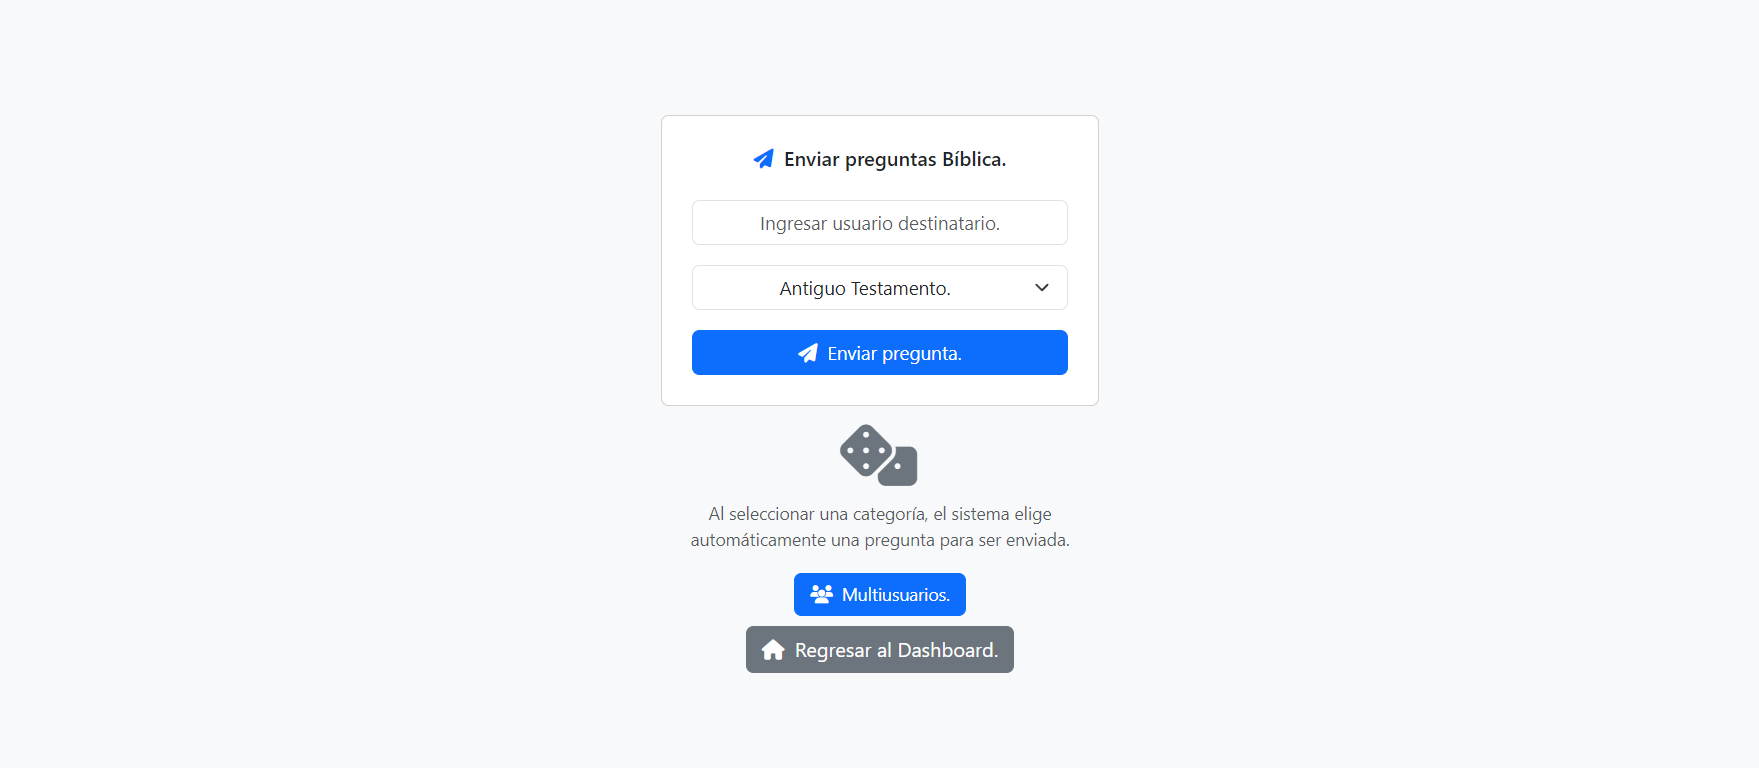 Enviar preguntas Bíblica.
Ingresar usuario destinatario.
Antiguo Testamento.
Enviar pregunta.
Al seleccionar una categoría, el sistema elige
automáticamente una pregunta para ser enviada.
Multiusuarios.
Regresar al Dashboard.